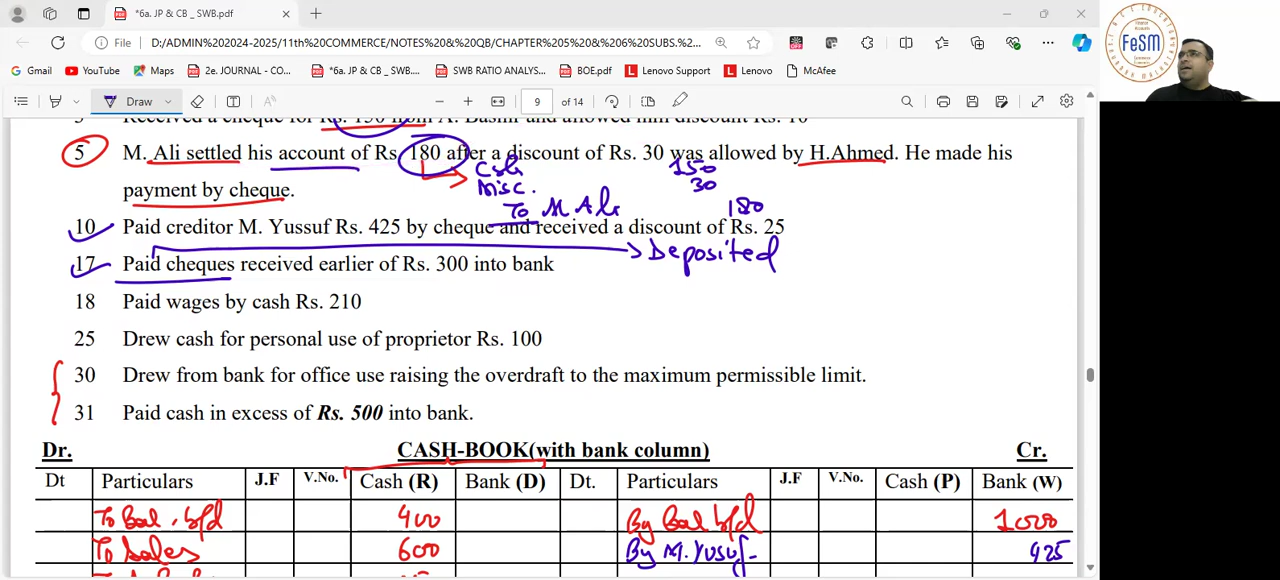 *6a. JP & CB _ SWB.pdf
File D:/ADMIN%202024-2025/11th%20COMMERCE/NOTES%20&%20QB/CHAPTER%205%20&%206%20SUBS.%2...
Gmail YouTube Maps 2e. JOURNAL - CO... *6a. JP & CB _ SWB.... SWB RATIO ANALYS... BOE.pdf Lenovo Support Lenovo McAfee
Draw 9 of 14
Received a cheque for Rs. 150 from A. Bashir and allowed him discount Rs. 10
5 M. Ali settled his account of Rs. 180 after a discount of Rs. 30 was allowed by H.Ahmed. He made his
payment by cheque.
Csh 150
Disc. 30
To M Ali 180
10 Paid creditor M. Yussuf Rs. 425 by cheque and received a discount of Rs. 25
Deposited
17 Paid cheques received earlier of Rs. 300 into bank
18 Paid wages by cash Rs. 210
25 Drew cash for personal use of proprietor Rs. 100
30 Drew from bank for office use raising the overdraft to the maximum permissible limit.
31 Paid cash in excess of Rs. 500 into bank.
Dr. CASH-BOOK(with bank column) Cr.
Dt Particulars J.F V.No. Cash (R) Bank (D) Dt. Particulars J.F V.No. Cash (P) Bank (W)
To Bal. b/d 400 By Bal b/d 1000
To Sales 600 By M. Yusuf 425
FeSM